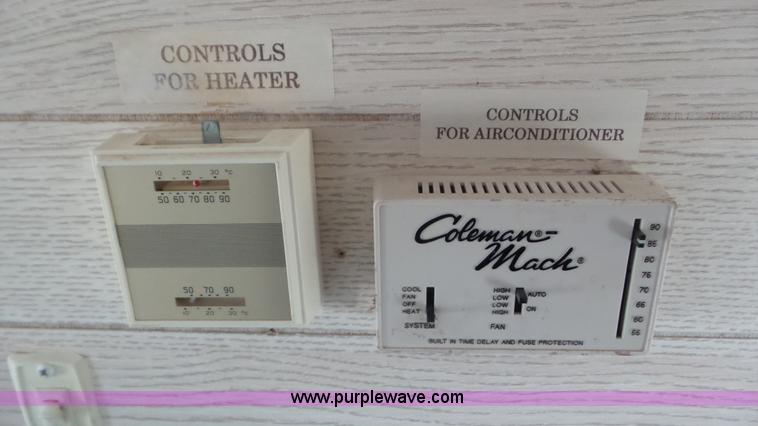 CONTROLS
FOR HEATER
CONTROLS
FOR AIRCONDITIONER
10 20 30 °C
50 60 70 80 90
50 70 90
10 20 30 °C
Coleman®-
Mach®
COOL
FAN
OFF
HEAT
SYSTEM
HIGH
LOW
LOW
HIGH
AUTO
ON
FAN
90
85
80
75
70
65
60
55
BUILT IN TIME DELAY AND FUSE PROTECTION
www.purplewave.com